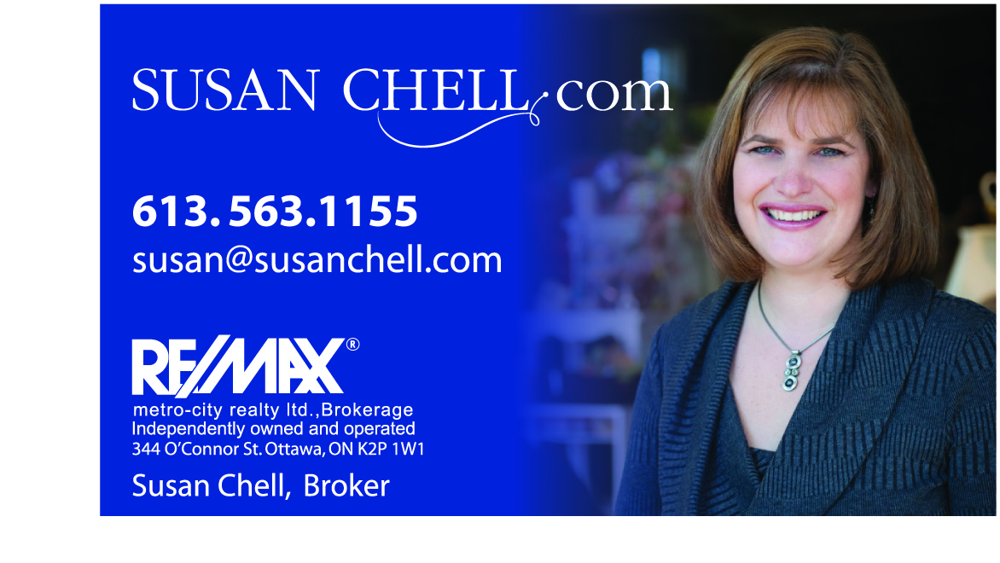 SUSAN CHELL.com
613.563.1155
susan@susanchell.com
RE/MAX®
metro-city realty ltd.,Brokerage
Independently owned and operated
344 O'Connor St. Ottawa, ON K2P 1W1
Susan Chell, Broker